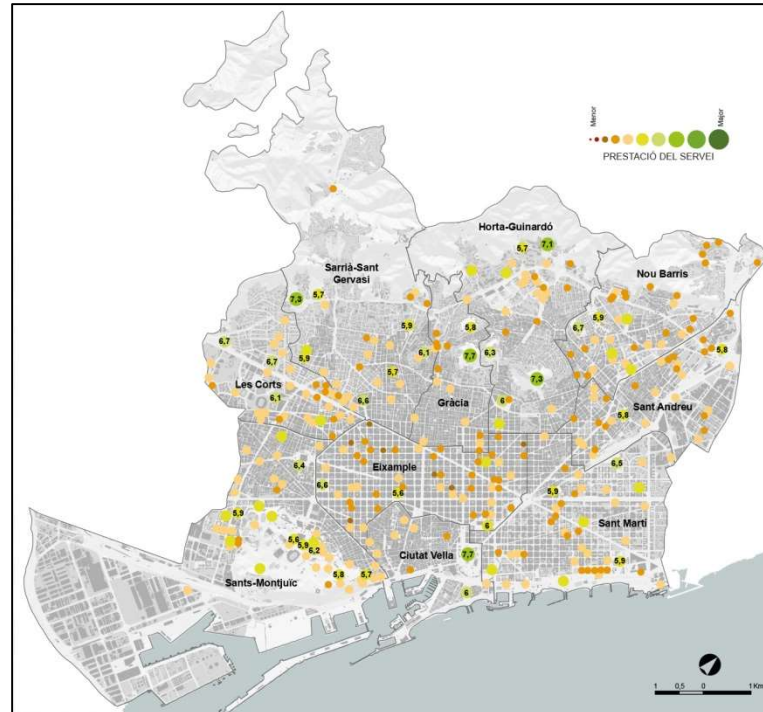 Menor
Major
PRESTACIÓ DEL SERVEI
Horta-Guinardó
5,7
7,1
Sarrià-Sant
Gervasi
Nou Barris
7,3
5,7
5,9
5,8
6,7
5,9
6,7
5,9
6,1
7,7
6,3
5,8
6,7
5,7
7,3
Les Corts
6,1
6,6
Gràcia
6
Sant Andreu
5,8
6,4
Eixample
6,5
6,6
5,6
5,9
5,9
6
Sant Martí
5,6
5,9
6,2
Ciutat Vella
7,7
5,9
Sants-Montjuïc
5,8
5,7
6
1 0,5 0 1 Km